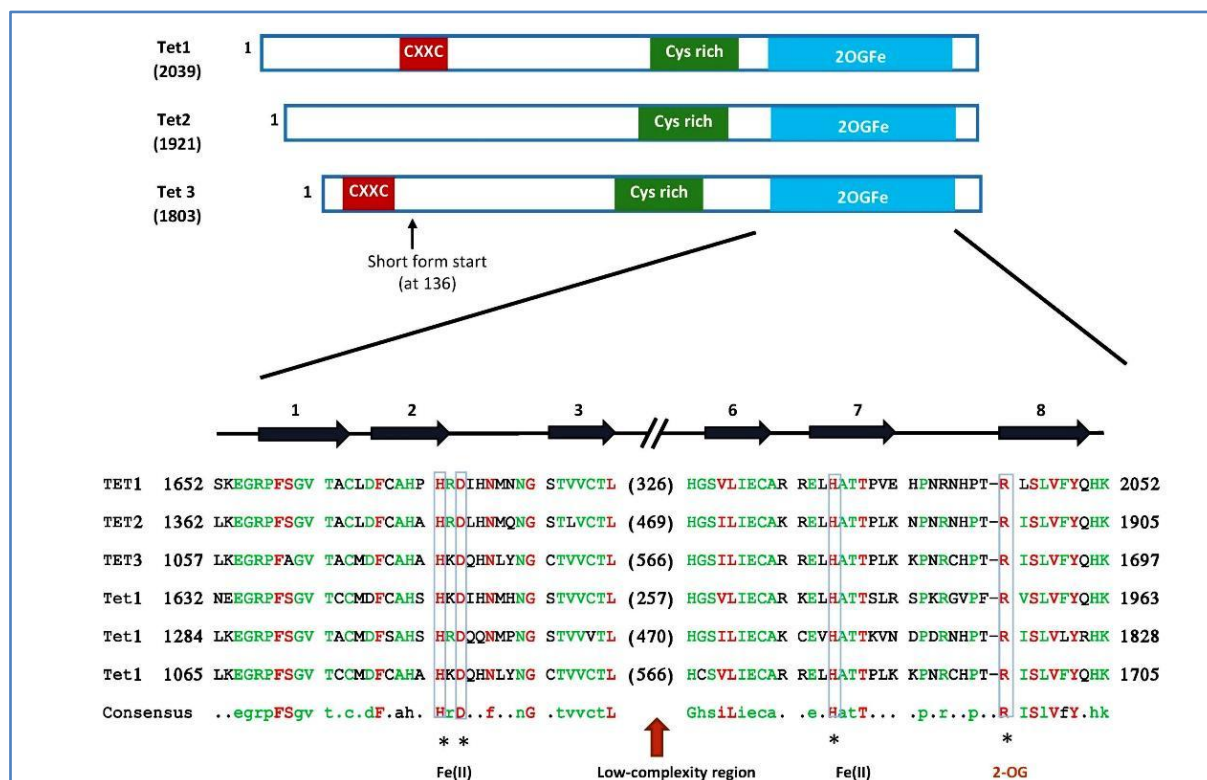 Tet1 1 CXXC Cys rich 2OGFe
(2039)
Tet2 1 Cys rich 2OGFe
(1921)
Tet 3 1 CXXC Cys rich 2OGFe
(1803)
Short form start
(at 136)
1 2 3 6 7 8
TET1 1652 SKEGRPFSGV TACLDFCAHP HRDIHNMNNG STVVCTL (326) HGSVLIECAR RELHATTPVE HPNRNHPT-R LSLVFYQHK 2052
TET2 1362 LKEGRPFSGV TACLDFCAHA HRDLHNMQNG STLVCTL (469) HGSVLIECAK RELHATTPLK NPNRNHPT-R ISLVFYQHK 1905
TET3 1057 LKEGRPFAGV TACMDFCAHA HKDQHNLYNG CTVVCTL (566) HGSVLIECAR RELHATTPLK KPNRCHPT-R ISLVFYQHK 1697
Tet1 1632 NEEGRPFSGV TCCMDFCAHS HKDIHNMHNG STVVCTL (257) HGSVLIECAR KELHATTSLR SPKRGVPF-R VSLVFYQHK 1963
Tet1 1284 LKEGRPFSGV TACMDFSAHS HRDQQNMPNG STVVVTL (470) HGSILIECAK CEVHATTKVN DPDRNHPT-R ISLVLYRHK 1828
Tet1 1065 LKEGRPFSGV TCCMDFCAHA HKDQHNLYNG CTVVCTL (566) HCSVLIECAR RELHATTPLK KPNRCHPT-R ISLVFYQHK 1705
Consensus ..egrpFSgv t.c.dF.ah. HrD..f..nG .tvvctL GhsiLieca. .e.HatT... .p.r.p.. R ISlVfY.hk
* * * *
Fe(II) Low-complexity region Fe(II) 2-OG